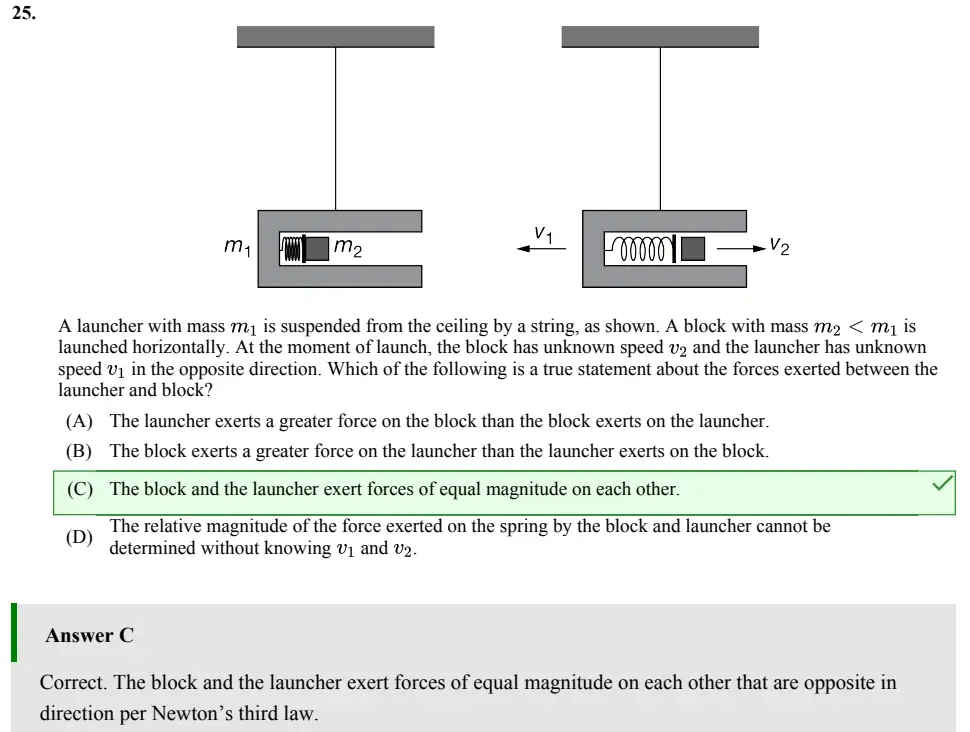 25.
m1
m2
v1
v2
A launcher with mass m1 is suspended from the ceiling by a string, as shown. A block with mass m2 < m1 is
launched horizontally. At the moment of launch, the block has unknown speed v2 and the launcher has unknown
speed v1 in the opposite direction. Which of the following is a true statement about the forces exerted between the
launcher and block?
(A) The launcher exerts a greater force on the block than the block exerts on the launcher.
(B) The block exerts a greater force on the launcher than the launcher exerts on the block.
(C) The block and the launcher exert forces of equal magnitude on each other.
(D) The relative magnitude of the force exerted on the spring by the block and launcher cannot be
determined without knowing v1 and v2.
Answer C
Correct. The block and the launcher exert forces of equal magnitude on each other that are opposite in
direction per Newton’s third law.